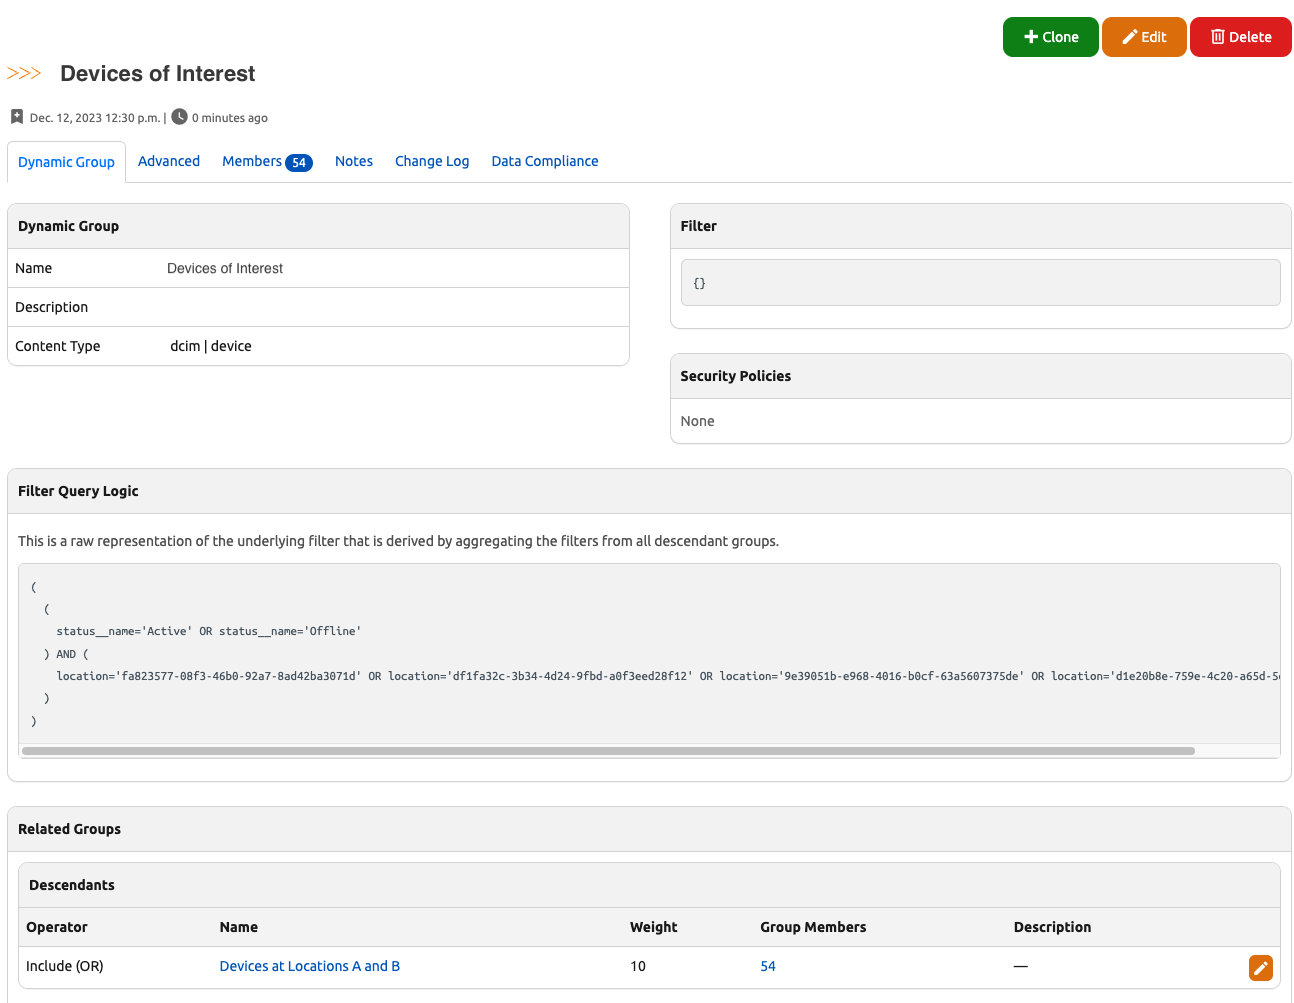 Clone
Edit
Delete
>>> Devices of Interest
Dec. 12, 2023 12:30 p.m. | 0 minutes ago
Dynamic Group
Advanced
Members 54
Notes
Change Log
Data Compliance
Dynamic Group
Name Devices of Interest
Description
Content Type dcim | device
Filter
{}
Security Policies
None
Filter Query Logic
This is a raw representation of the underlying filter that is derived by aggregating the filters from all descendant groups.
(
(
status__name='Active' OR status__name='Offline'
) AND (
location='fa823577-08f3-46b0-92a7-8ad42ba3071d' OR location='df1fa32c-3b34-4d24-9fbd-a0f3eed28f12' OR location='9e39051b-e968-4016-b0cf-63a5607375de' OR location='d1e20b8e-759e-4c20-a65d-5
)
)
Related Groups
Descendants
Operator Name Weight Group Members Description
Include (OR) Devices at Locations A and B 10 54 —